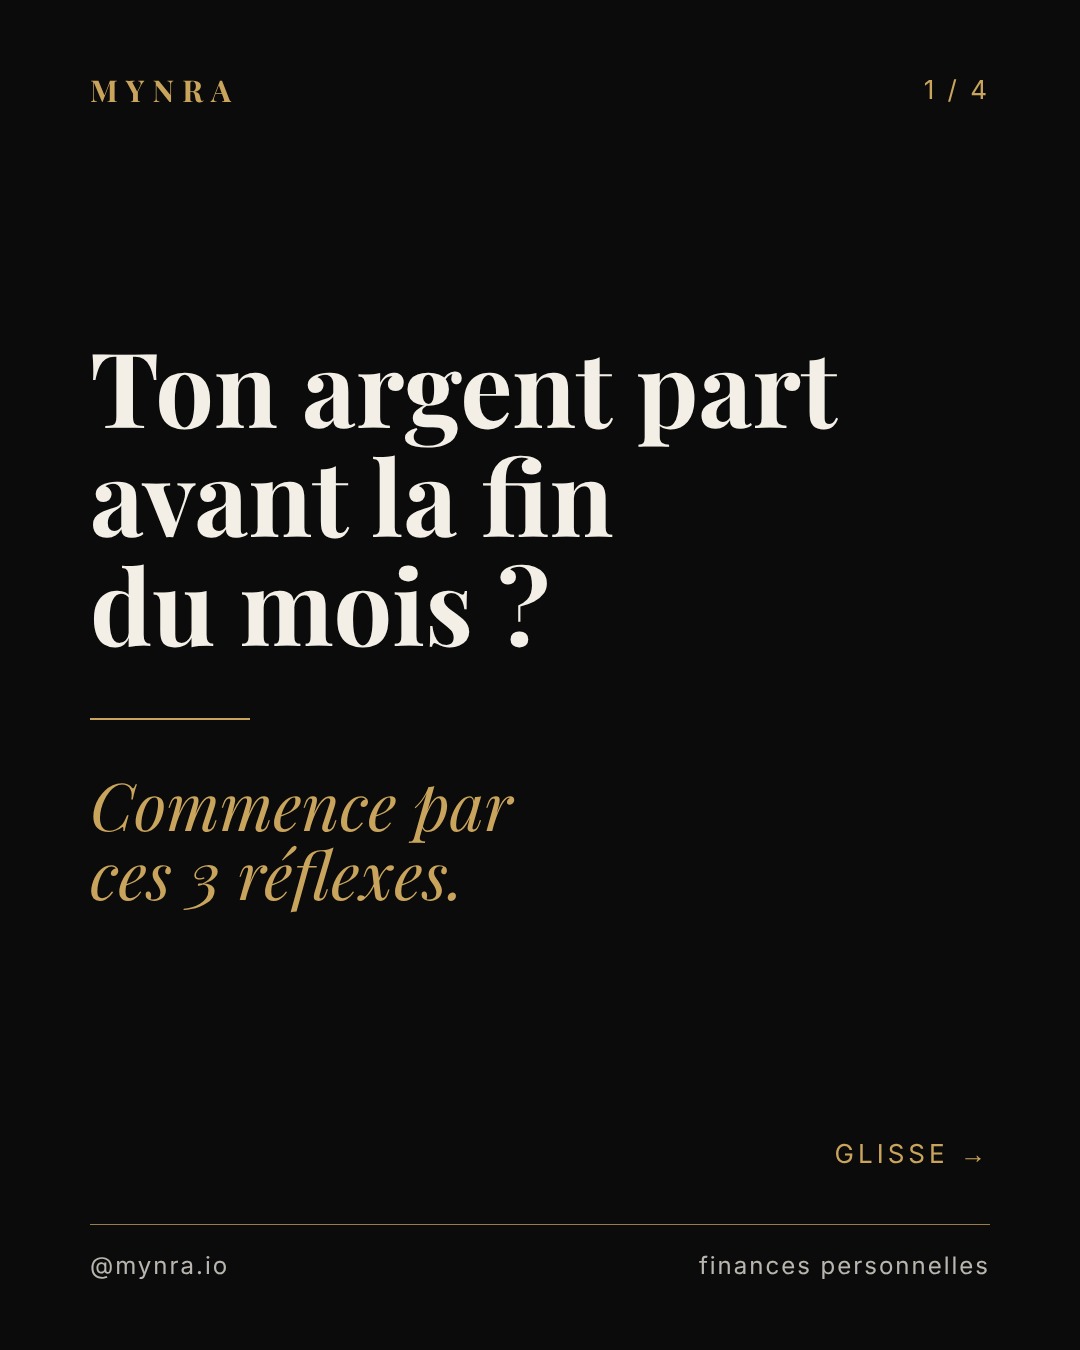 MYNRA
1 / 4
Ton argent part
avant la fin
du mois ?
Commence par
ces 3 réflexes.
GLISSE →
@mynra.io
finances personnelles